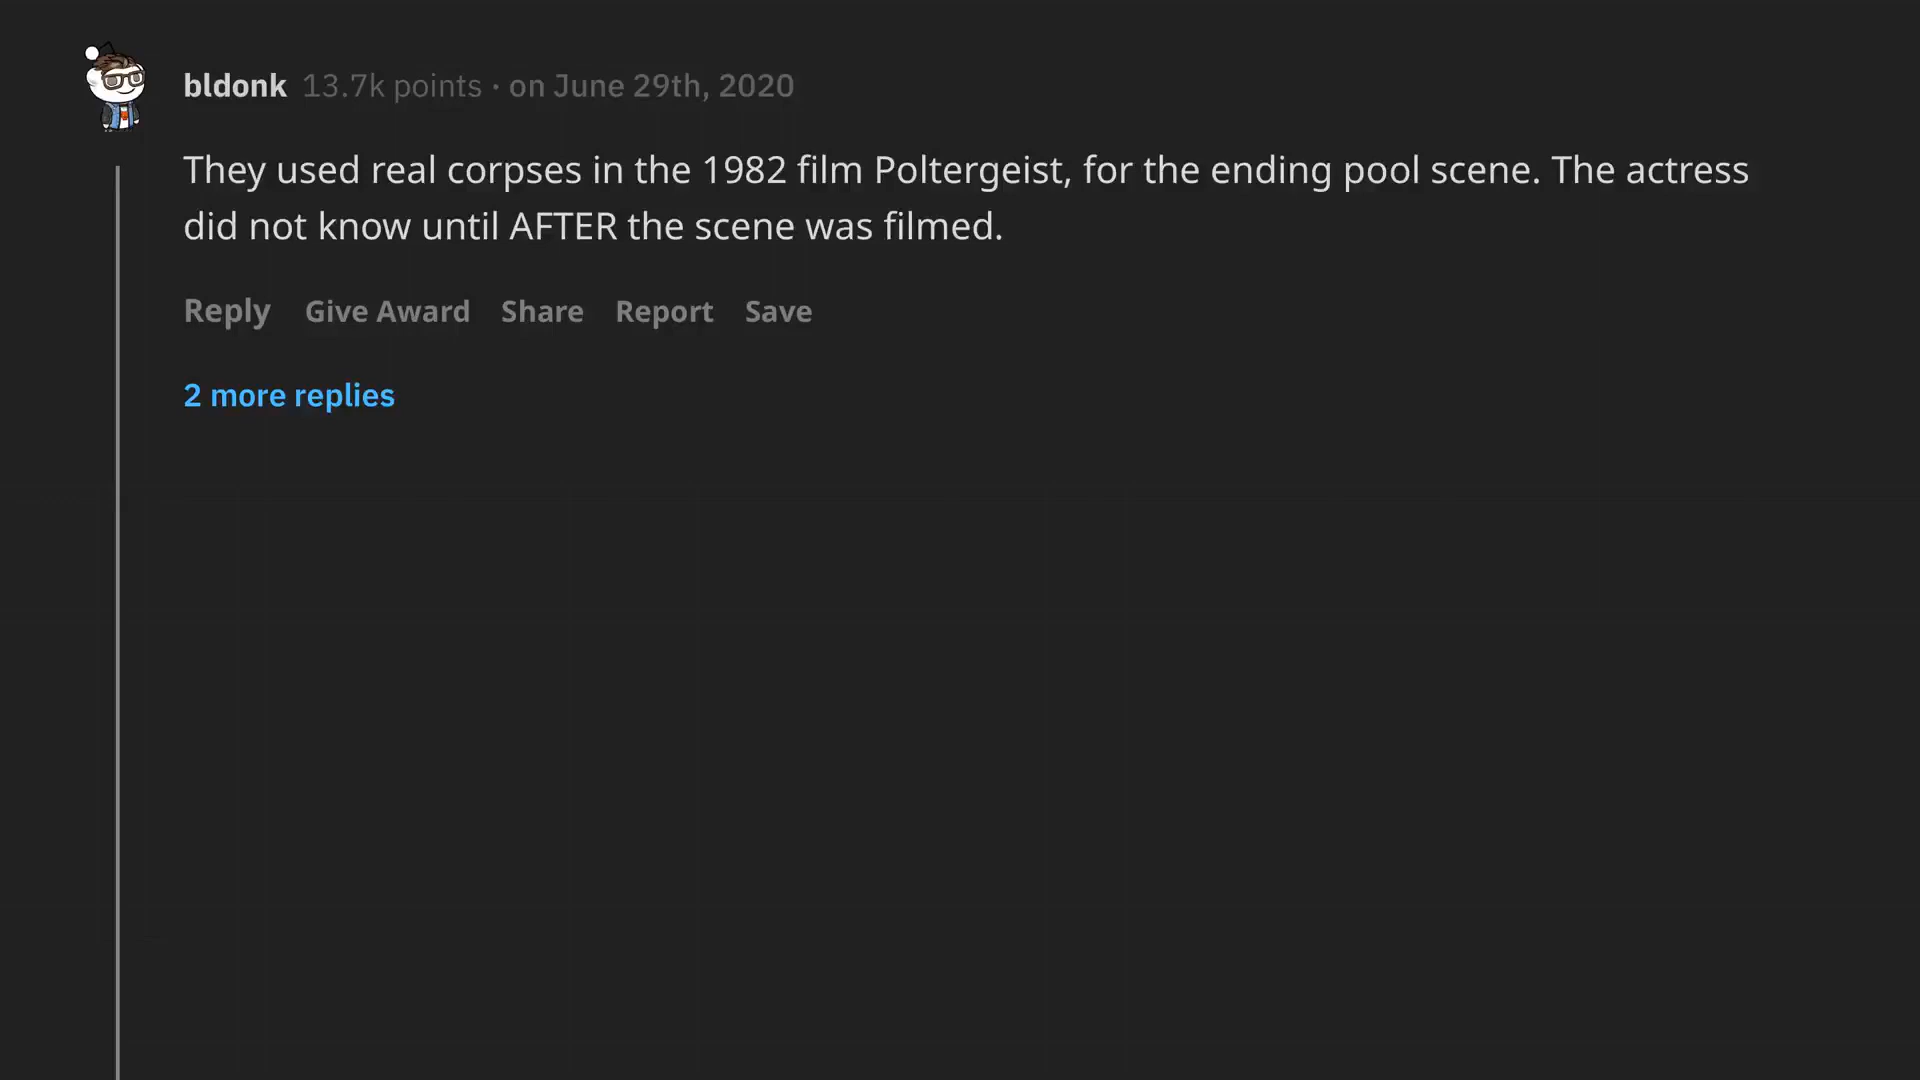 bldonk 13.7k points · on June 29th, 2020
They used real corpses in the 1982 film Poltergeist, for the ending pool scene. The actress
did not know until AFTER the scene was filmed.
Reply Give Award Share Report Save
2 more replies